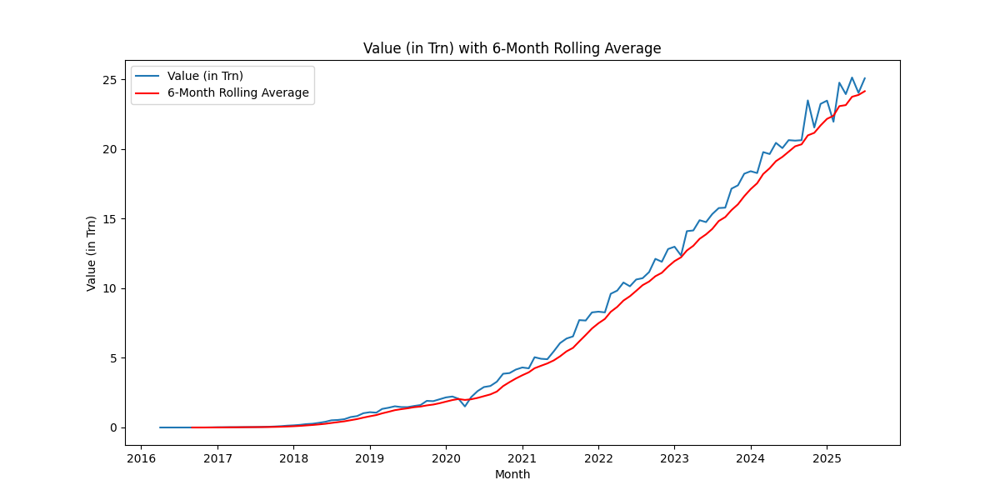 Value (in Trn) with 6-Month Rolling Average
Value (in Trn)
6-Month Rolling Average
Value (in Trn)
25
20
15
10
5
0
2016 2017 2018 2019 2020 2021 2022 2023 2024 2025
Month